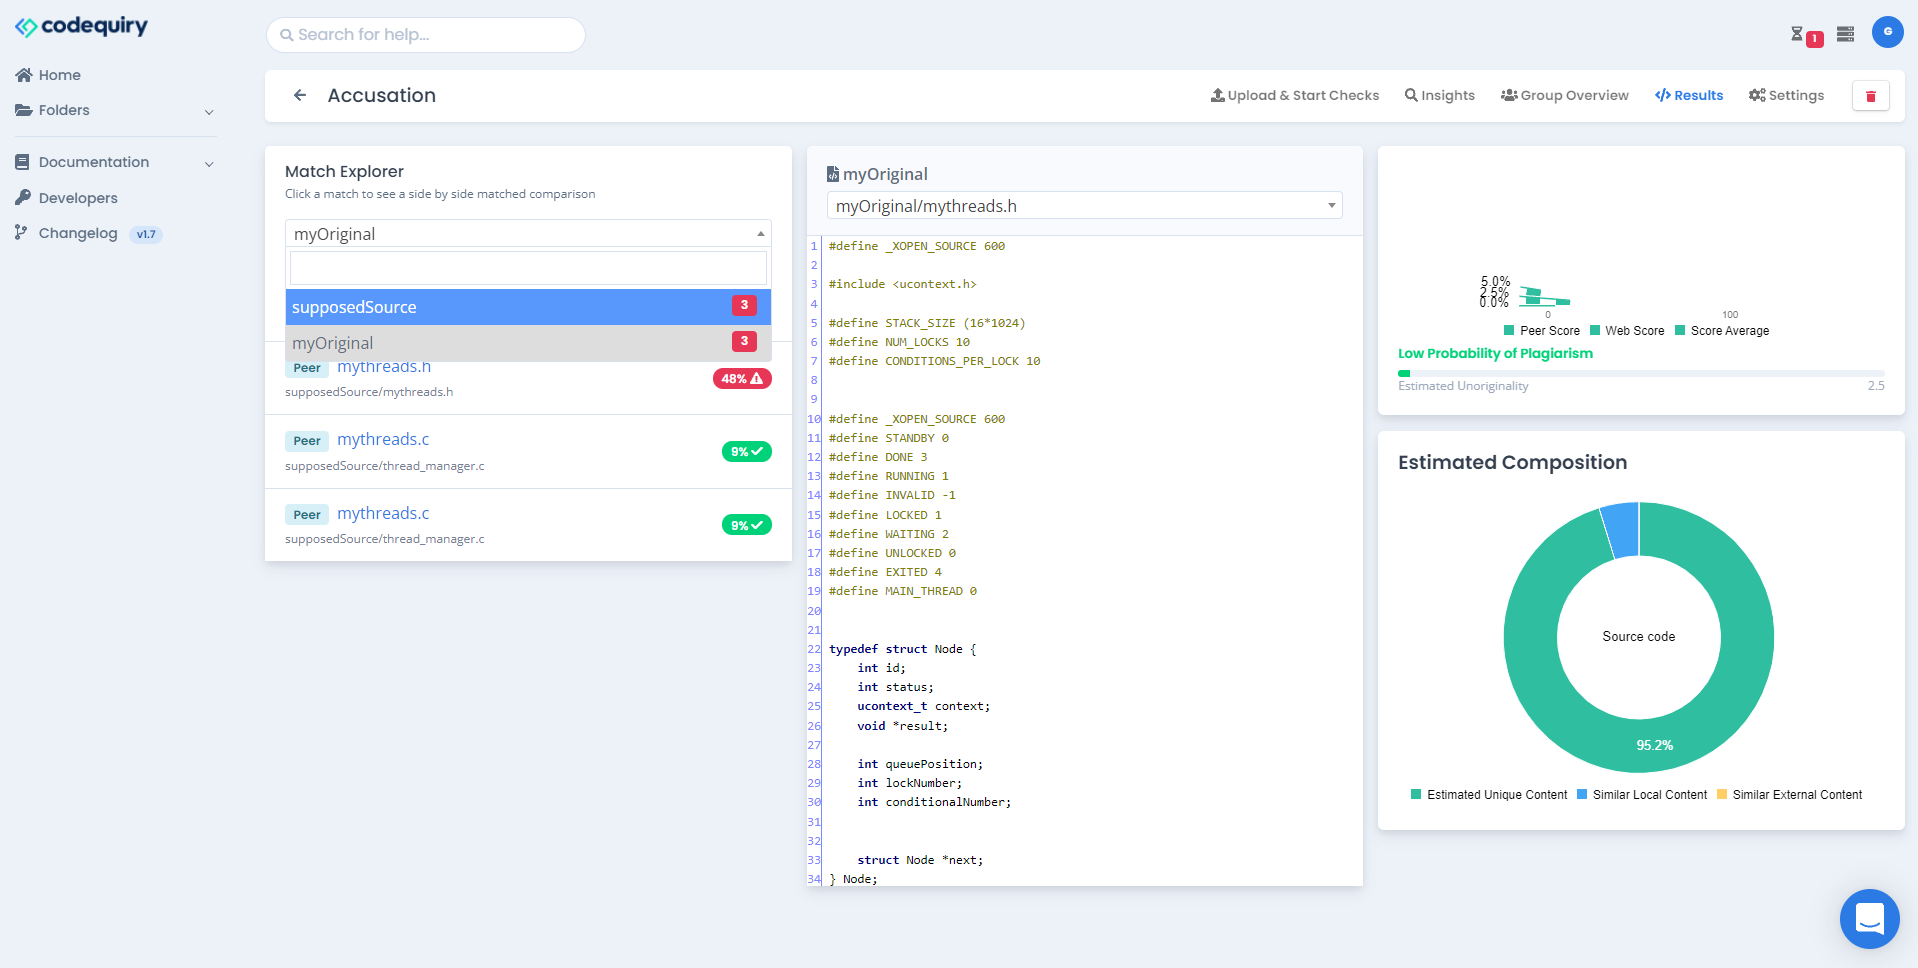 codequiry
Search for help...
1
G
Home
Folders
Documentation
Developers
Changelog v1.7
Accusation
Upload & Start Checks
Insights
Group Overview
Results
Settings
Match Explorer
Click a match to see a side by side matched comparison
myOriginal
supposedSource 3
myOriginal 3
Peer mythreads.h 48%
supposedSource/mythreads.h
Peer mythreads.c 9%
supposedSource/thread_manager.c
Peer mythreads.c 9%
supposedSource/thread_manager.c
myOriginal
myOriginal/mythreads.h
1 #define _XOPEN_SOURCE 600
2
3 #include <ucontext.h>
4
5 #define STACK_SIZE (16*1024)
6 #define NUM_LOCKS 10
7 #define CONDITIONS_PER_LOCK 10
8
9
10 #define _XOPEN_SOURCE 600
11 #define STANDBY 0
12 #define DONE 3
13 #define RUNNING 1
14 #define INVALID -1
15 #define LOCKED 1
16 #define WAITING 2
17 #define UNLOCKED 0
18 #define EXITED 4
19 #define MAIN_THREAD 0
20
21
22 typedef struct Node {
23 int id;
24 int status;
25 ucontext_t context;
26 void *result;
27
28 int queuePosition;
29 int lockNumber;
30 int conditionalNumber;
31
32
33 struct Node *next;
34 } Node;
5.0%
2.5%
0.0%
0 100
Peer Score Web Score Score Average
Low Probability of Plagiarism
Estimated Unoriginality 2.5
Estimated Composition
Source code
95.2%
Estimated Unique Content Similar Local Content Similar External Content